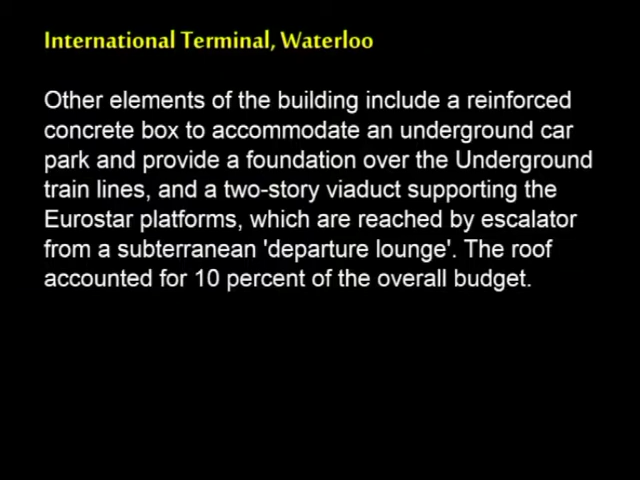 International Terminal, Waterloo
Other elements of the building include a reinforced
concrete box to accommodate an underground car
park and provide a foundation over the Underground
train lines, and a two-story viaduct supporting the
Eurostar platforms, which are reached by escalator
from a subterranean 'departure lounge'. The roof
accounted for 10 percent of the overall budget.